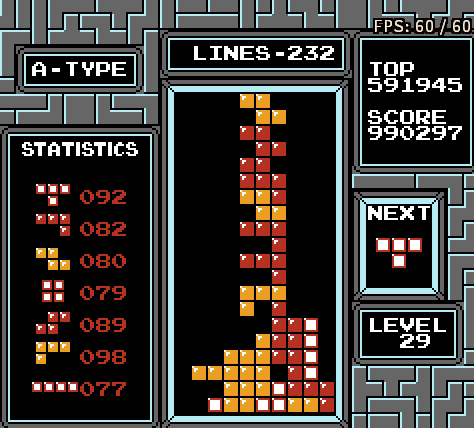 FPS: 60 / 60
LINES-232
A-TYPE
TOP
591945
SCORE
990297
STATISTICS
092
082
080
079
089
098
077
NEXT
LEVEL
29